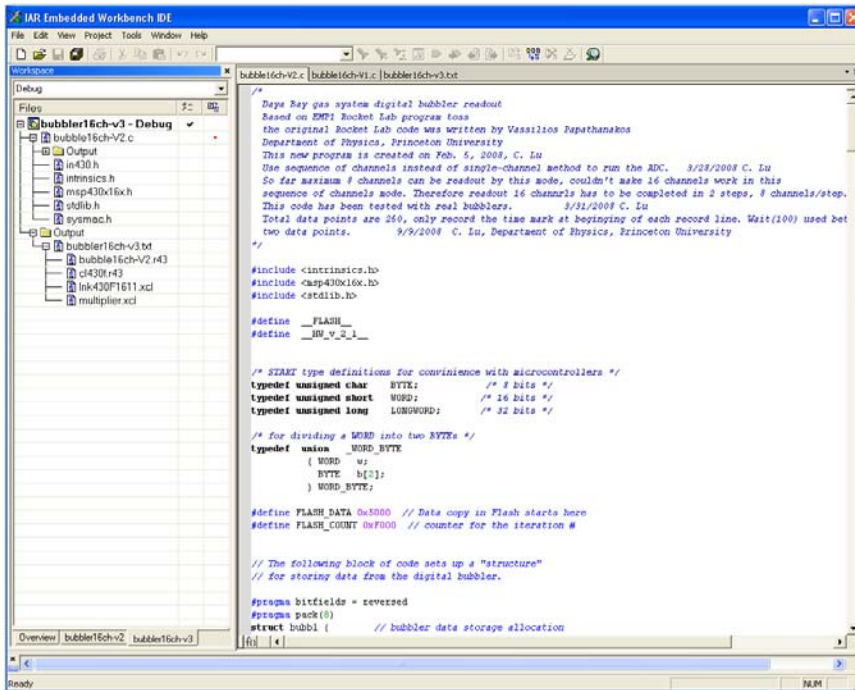 IAR Embedded Workbench IDE
File Edit View Project Tools Window Help
Workspace
Debug
Files
bubbler16ch-v3 - Debug
bubble16ch-V2.c
Output
in430.h
intrinsics.h
msp430x16x.h
stdlib.h
sysmac.h
Output
bubbler16ch-v3.txt
bubble16ch-V2.r43
cl430f.r43
lnk430F1611.xcl
multiplier.xcl
Overview bubbler16ch-v2 bubbler16ch-v3
bubble16ch-V2.c bubble16ch-V1.c bubbler16ch-v3.txt
/*
Daya Bay gas system digital bubbler readout
Based on EMP1 Rocket Lab program toss
the original Rocket Lab code was written by Vassilios Papathanakos
Department of Physics, Princeton University
This new program is created on Feb. 5, 2008, C. Lu
Use sequence of channels instead of single-channel method to run the ADC. 3/28/2008 C. Lu
So far maximum 8 channels can be readout by this mode, couldn't make 16 channels work in this
sequence of channels mode. Therefore readout 16 channrls has to be completed in 2 steps, 8 channels/step.
This code has been tested with real bubblers. 3/31/2008 C. Lu
Total data points are 260, only record the time mark at beginging of each record line. Wait(100) used bet
two data points. 9/9/2008 C. Lu, Department of Physics, Princeton University
*/
#include <intrinsics.h>
#include <msp430x16x.h>
#include <stdlib.h>
#define __FLASH__
#define __HW_v_2_1__
/* START type definitions for convinience with microcontrollers */
typedef unsigned char BYTE; /* 8 bits */
typedef unsigned short WORD; /* 16 bits */
typedef unsigned long LONGWORD; /* 32 bits */
/* for dividing a WORD into two BYTEs */
typedef union _WORD_BYTE
{ WORD w;
BYTE b[2];
} WORD_BYTE;
#define FLASH_DATA 0x5000 // Data copy in Flash starts here
#define FLASH_COUNT 0xF000 // counter for the iteration #
// The following block of code sets up a "structure"
// for storing data from the digital bubbler.
#pragma bitfields = reversed
#pragma pack(8)
struct bubbl { // bubbler data storage allocation
f0
Ready
NUM